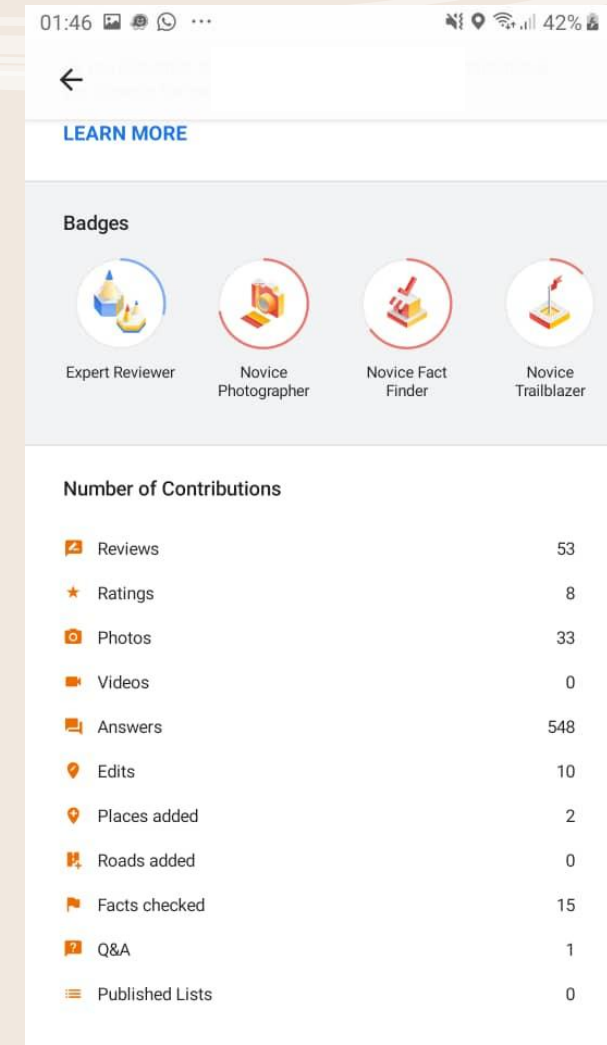 01:46 42%
LEARN MORE
Badges
Expert Reviewer
Novice Photographer
Novice Fact Finder
Novice Trailblazer
Number of Contributions
Reviews 53
Ratings 8
Photos 33
Videos 0
Answers 548
Edits 10
Places added 2
Roads added 0
Facts checked 15
Q&A 1
Published Lists 0